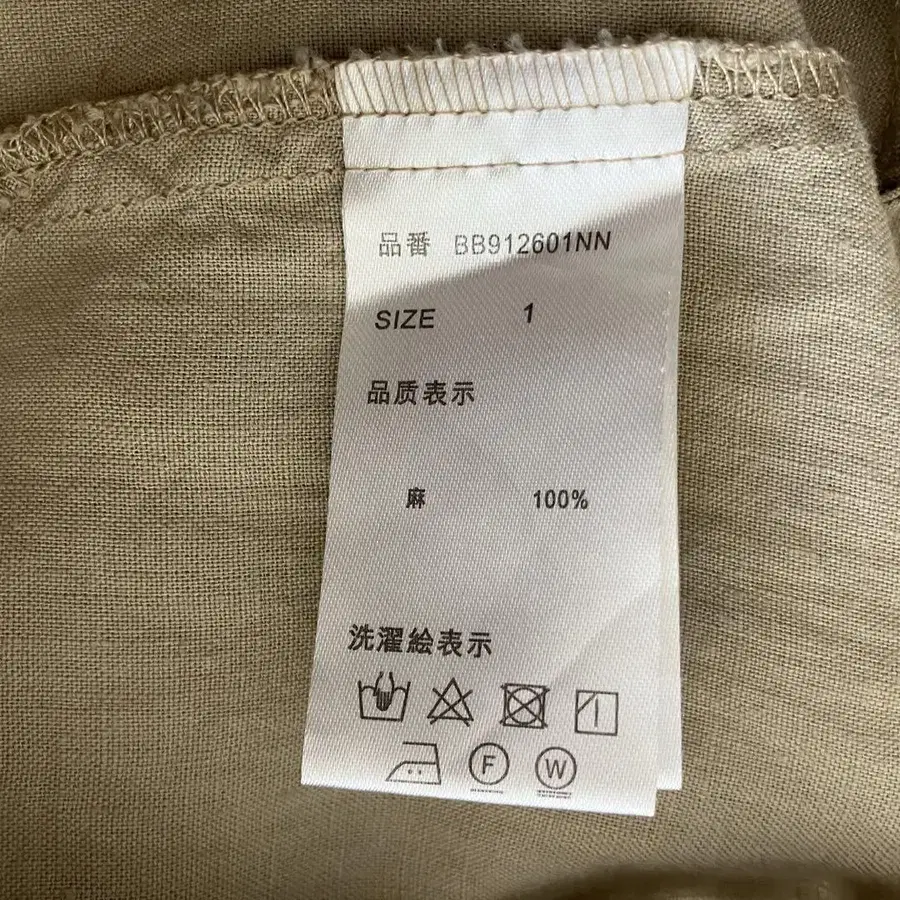 品番 BB912601NN
SIZE 1
品质表示
麻 100%
洗濯絵表示
F W